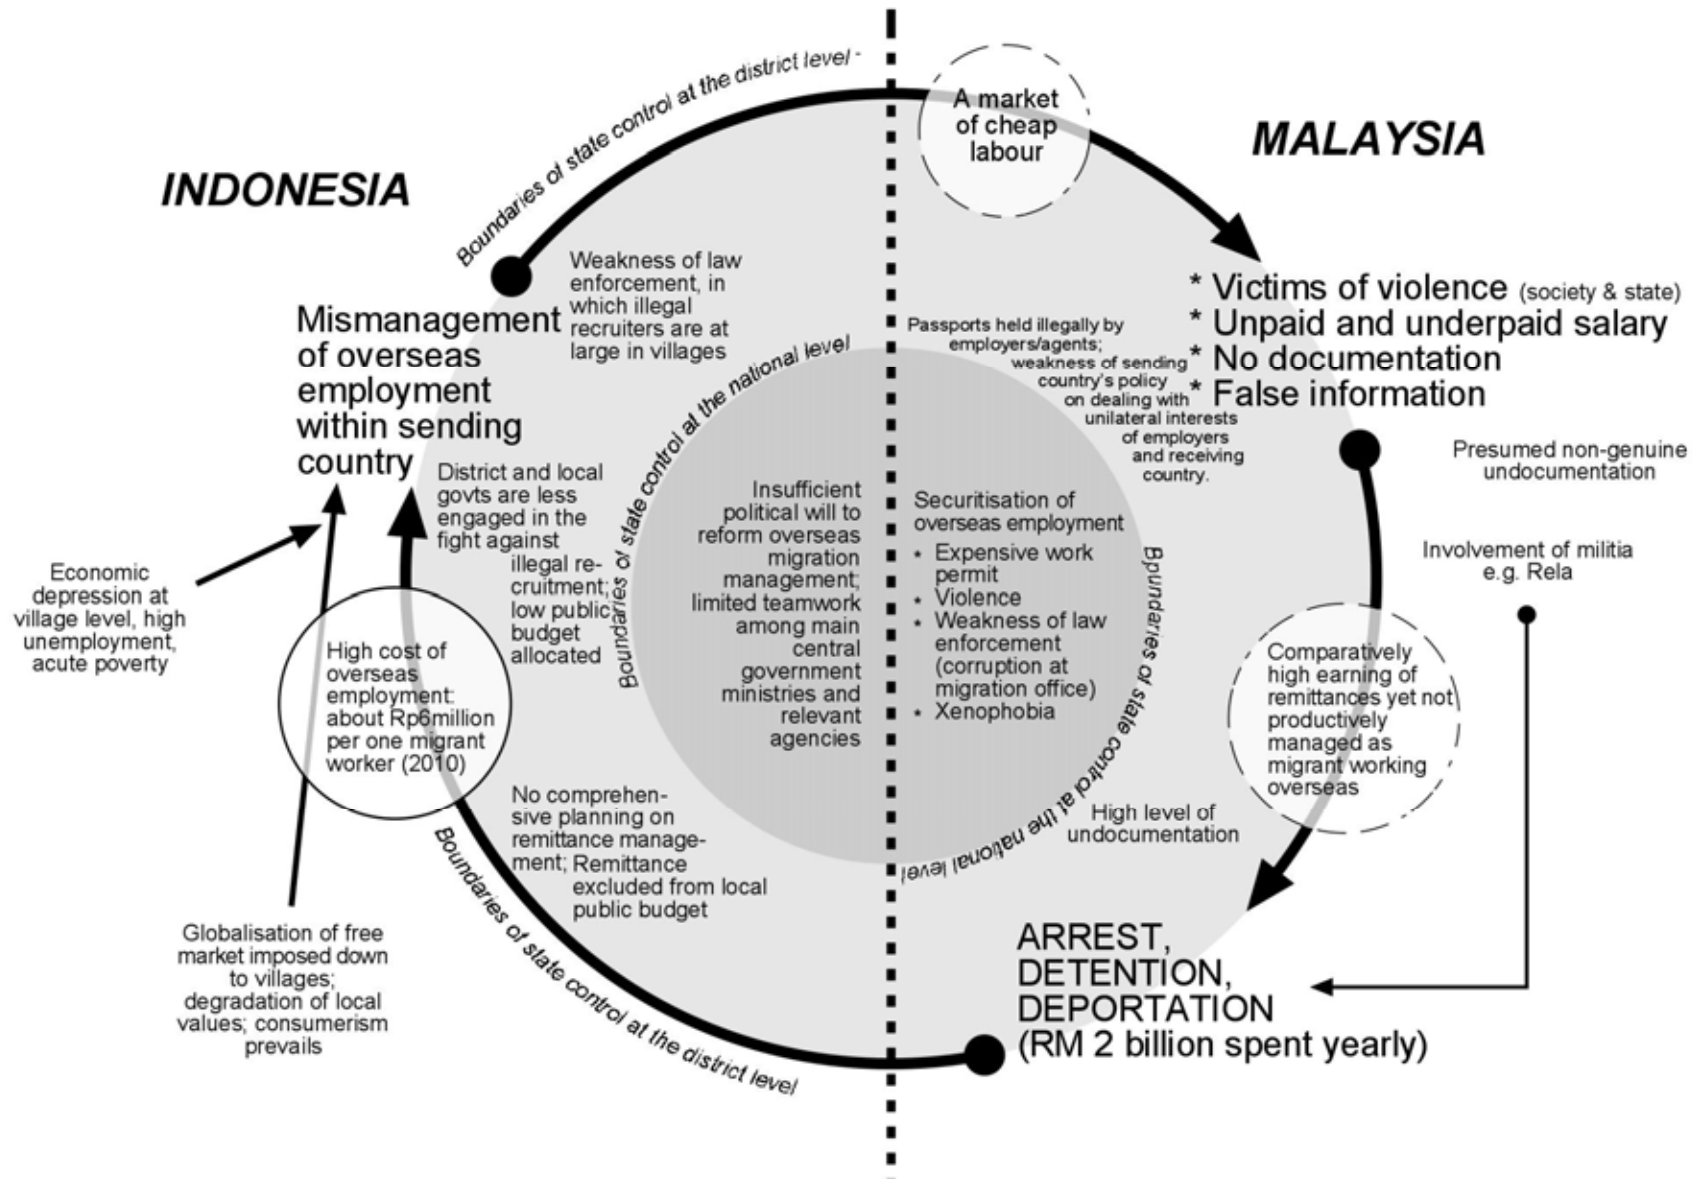 Boundaries of state control at the district level -
A market
of cheap
labour
MALAYSIA
INDONESIA
Weakness of law
enforcement, in
which illegal
recruiters are at
large in villages
Mismanagement
of overseas
employment
within sending
country
* Victims of violence (society & state)
* Unpaid and underpaid salary
* No documentation
* False information
Passports held illegally by
employers/agents;
weakness of sending
country's policy
on dealing with
unilateral interests
of employers
and receiving
country.
Boundaries of state control at the national level
Presumed non-genuine
undocumentation
District and local
govts are less
engaged in the
fight against
illegal re-
cruitment;
low public
budget
allocated
Insufficient
political will to
reform overseas
migration
management;
limited teamwork
among main
central
government
ministries and
relevant
agencies
Securitisation of
overseas employment
* Expensive work
permit
* Violence
* Weakness of law
enforcement
(corruption at
migration office)
* Xenophobia
Boundaries of state control at the national level
Involvement of militia
e.g. Rela
Economic
depression at
village level, high
unemployment,
acute poverty
High cost of
overseas
employment:
about Rp6million
per one migrant
worker (2010)
Comparatively
high earning of
remittances yet not
productively
managed as
migrant working
overseas
No comprehen-
sive planning on
remittance manage-
ment; Remittance
excluded from local
public budget
High level of
undocumentation
Boundaries of state control at the district level
Globalisation of free
market imposed down
to villages;
degradation of local
values; consumerism
prevails
ARREST,
DETENTION,
DEPORTATION
(RM 2 billion spent yearly)